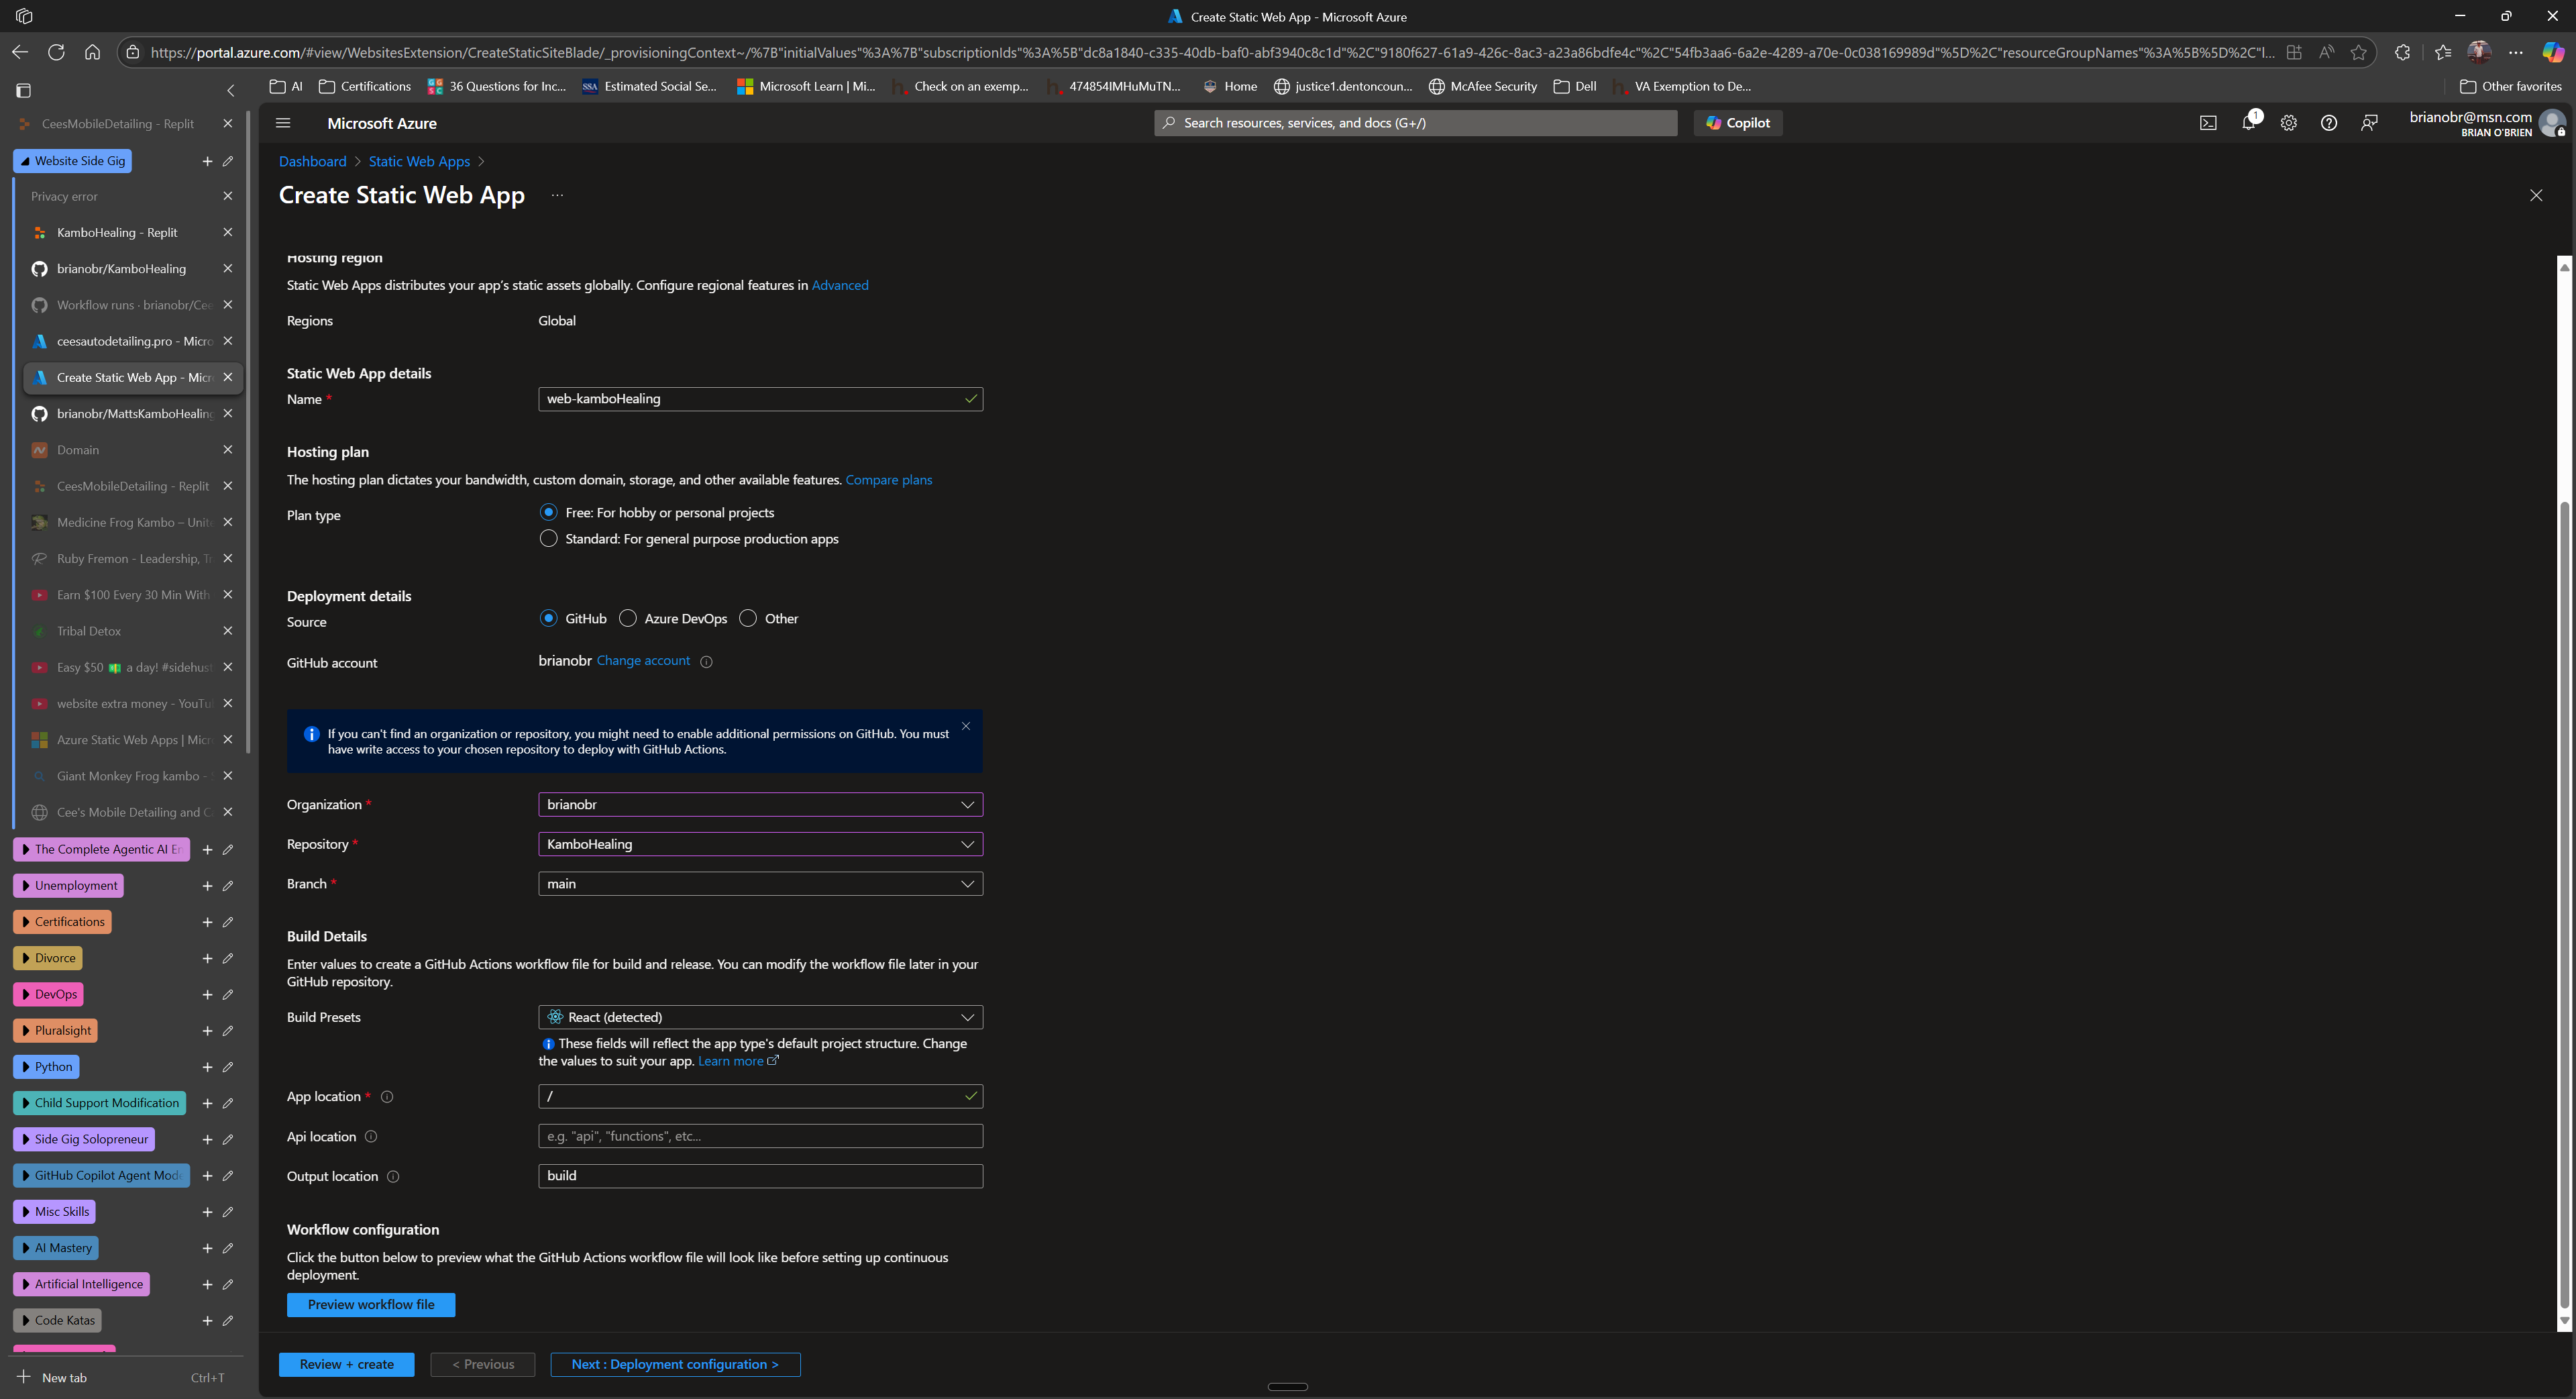 Create Static Web App - Microsoft Azure
https://portal.azure.com/#view/WebsitesExtension/CreateStaticSiteBlade/_provisioningContext~/%7B"initialValues"%3A%7B"subscriptionIds"%3A%5B"dc8a1840-c335-40db-baf0-abf3940c8c1d"%2C"9180f627-61a9-426c-8ac3-a23a86bdfe4c"%2C"54fb3aa6-6a2e-4289-a70e-0c038169989d"%5D%2C"resourceGroupNames"%3A%5B%5D%2C"l...
AI
Certifications
36 Questions for Inc...
Estimated Social Se...
Microsoft Learn | Mi...
Check on an exemp...
474854IMHuMuTN...
Home
justice1.dentoncoun...
McAfee Security
Dell
VA Exemption to De...
Other favorites
CeesMobileDetailing - Replit
Website Side Gig
Privacy error
KamboHealing - Replit
brianobr/KamboHealing
Workflow runs · brianobr/Cee
ceesautodetailing.pro - Micro
Create Static Web App - Micr
brianobr/MattsKamboHealing
Domain
CeesMobileDetailing - Replit
Medicine Frog Kambo – Unite
Ruby Fremon - Leadership, Tr
Earn $100 Every 30 Min With
Tribal Detox
Easy $50 💵 a day! #sidehust
website extra money - YouTu
Azure Static Web Apps | Micr
Giant Monkey Frog kambo -
Cee's Mobile Detailing and C
The Complete Agentic AI En
Unemployment
Certifications
Divorce
DevOps
Pluralsight
Python
Child Support Modification
Side Gig Solopreneur
GitHub Copilot Agent Mode
Misc Skills
AI Mastery
Artificial Intelligence
Code Katas
New tab Ctrl+T
Microsoft Azure
Search resources, services, and docs (G+/)
Copilot
1
brianobr@msn.com
BRIAN O'BRIEN
Dashboard > Static Web Apps >
Create Static Web App ...
Hosting region
Static Web Apps distributes your app's static assets globally. Configure regional features in Advanced
Regions Global
Static Web App details
Name * web-kamboHealing
Hosting plan
The hosting plan dictates your bandwidth, custom domain, storage, and other available features. Compare plans
Plan type Free: For hobby or personal projects
Standard: For general purpose production apps
Deployment details
Source GitHub Azure DevOps Other
GitHub account brianobr Change account
If you can't find an organization or repository, you might need to enable additional permissions on GitHub. You must
have write access to your chosen repository to deploy with GitHub Actions.
Organization * brianobr
Repository * KamboHealing
Branch * main
Build Details
Enter values to create a GitHub Actions workflow file for build and release. You can modify the workflow file later in your
GitHub repository.
Build Presets React (detected)
These fields will reflect the app type's default project structure. Change
the values to suit your app. Learn more
App location * /
Api location e.g. "api", "functions", etc...
Output location build
Workflow configuration
Click the button below to preview what the GitHub Actions workflow file will look like before setting up continuous
deployment.
Preview workflow file
Review + create < Previous Next : Deployment configuration >